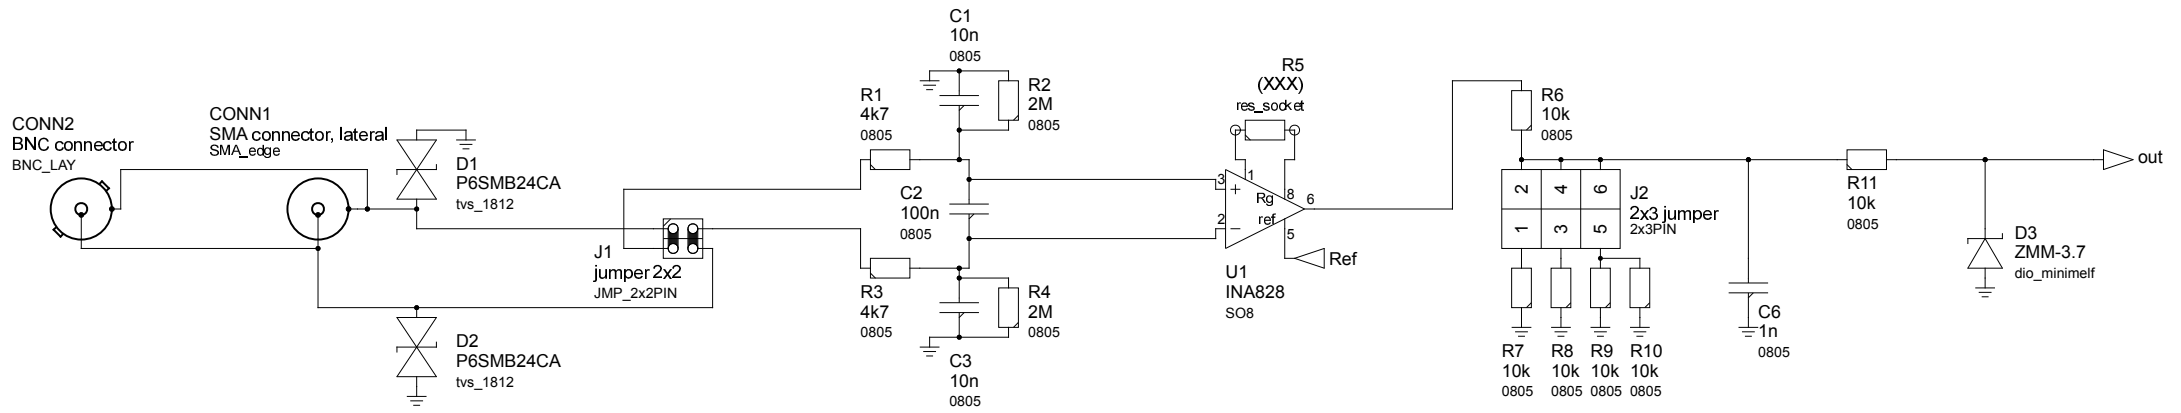 CONN2
BNC connector
BNC_LAY
CONN1
SMA connector, lateral
SMA_edge
D1
P6SMB24CA
tvs_1812
D2
P6SMB24CA
tvs_1812
J1
jumper 2x2
JMP_2x2PIN
R1
4k7
0805
R3
4k7
0805
C1
10n
0805
R2
2M
0805
C2
100n
0805
R4
2M
0805
C3
10n
0805
R5
(XXX)
res_socket
3
1
+
Rg
8
6
2
−
ref
5
Ref
U1
INA828
SO8
R6
10k
0805
2 4 6
1 3 5
J2
2x3 jumper
2x3PIN
R7
10k
0805
R8
10k
0805
R9
10k
0805
R10
10k
0805
C6
1n
0805
R11
10k
0805
out
D3
ZMM-3.7
dio_minimelf